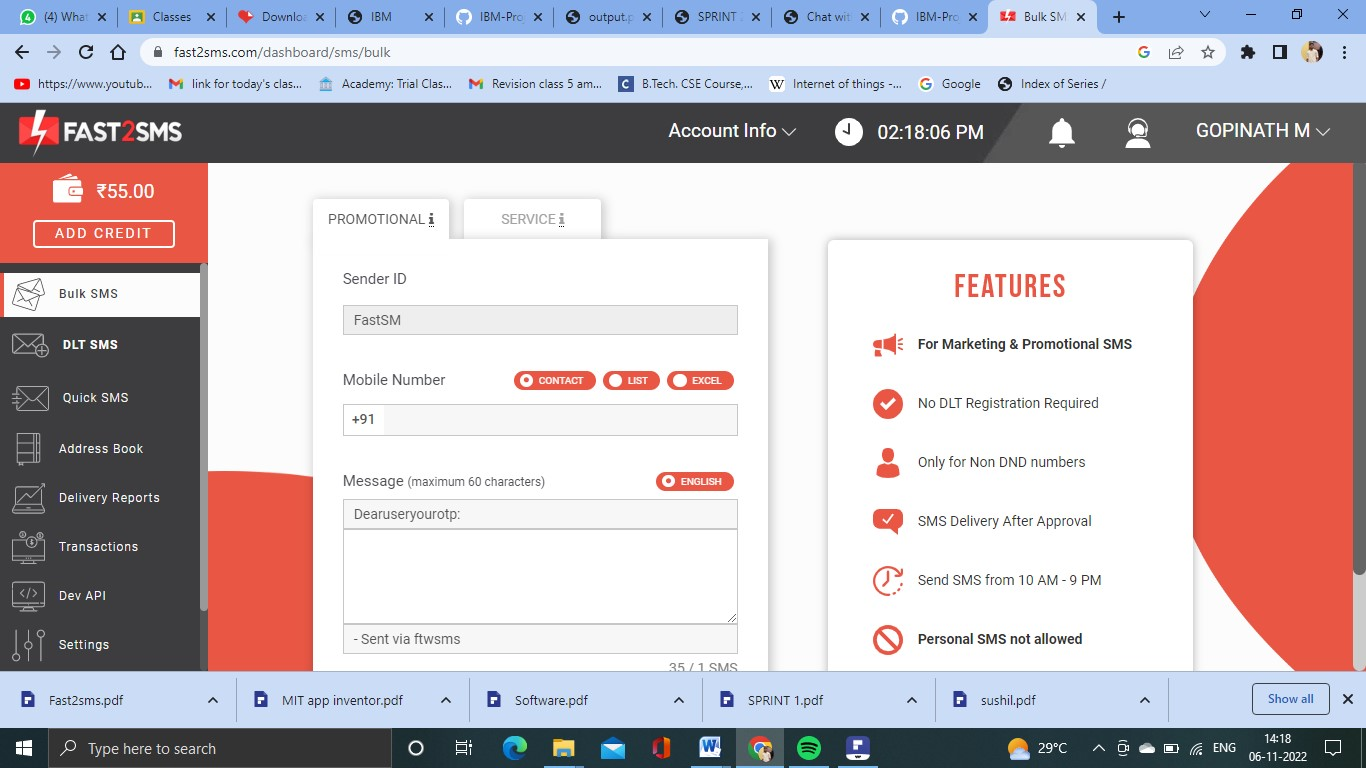 (4) What
Classes
Downloa
IBM
IBM-Pro
output.p
SPRINT
Chat wit
IBM-Pro
Bulk SM
fast2sms.com/dashboard/sms/bulk
https://www.youtub...
link for today's clas...
Academy: Trial Clas...
Revision class 5 am...
B.Tech. CSE Course,...
Internet of things -...
Google
Index of Series /
FAST2SMS
Account Info
02:18:06 PM
GOPINATH M
₹55.00
ADD CREDIT
Bulk SMS
DLT SMS
Quick SMS
Address Book
Delivery Reports
Transactions
Dev API
Settings
PROMOTIONAL
SERVICE
Sender ID
FastSM
Mobile Number
CONTACT
LIST
EXCEL
+91
Message (maximum 60 characters)
ENGLISH
Dearuseryourotp:
- Sent via ftwsms
35 / 1 SMS
FEATURES
For Marketing & Promotional SMS
No DLT Registration Required
Only for Non DND numbers
SMS Delivery After Approval
Send SMS from 10 AM - 9 PM
Personal SMS not allowed
Fast2sms.pdf
MIT app inventor.pdf
Software.pdf
SPRINT 1.pdf
sushil.pdf
Show all
Type here to search
29°C
ENG
14:18
06-11-2022